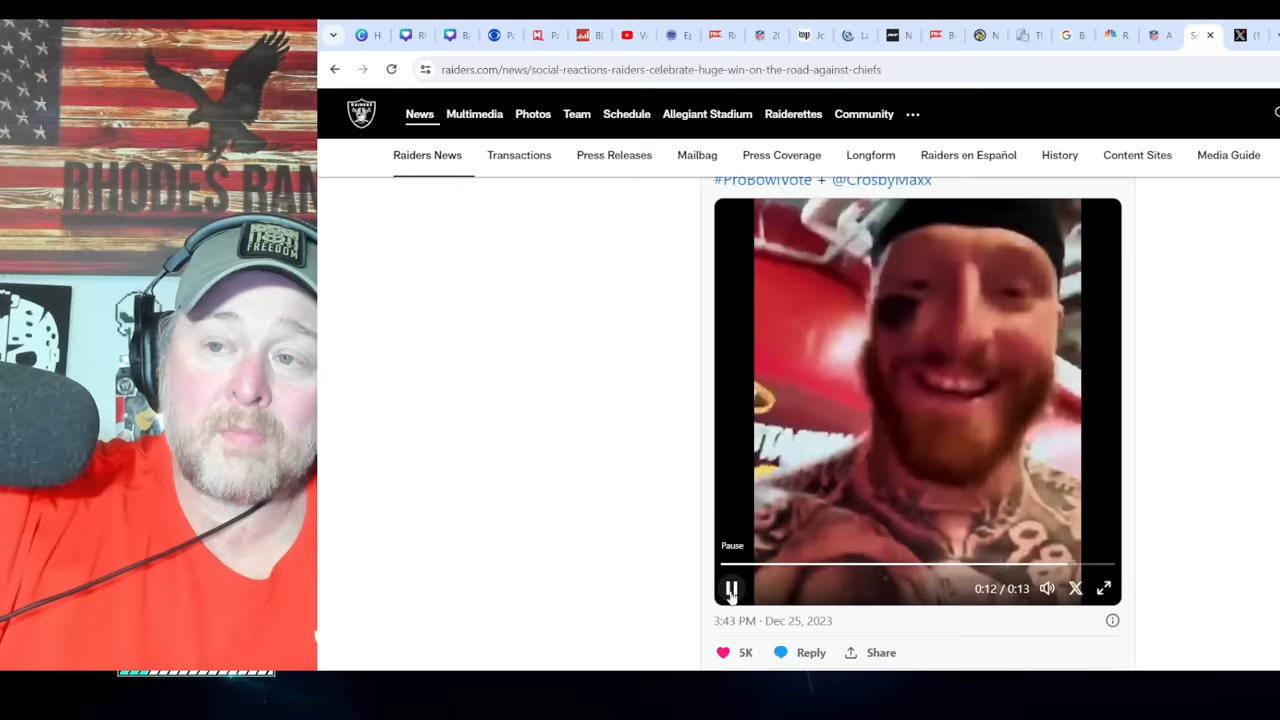 RHODES RAN
FREEDOM
raiders.com/news/social-reactions-raiders-celebrate-huge-win-on-the-road-against-chiefs
RAIDERS
News
Multimedia
Photos
Team
Schedule
Allegiant Stadium
Raiderettes
Community
Raiders News
Transactions
Press Releases
Mailbag
Press Coverage
Longform
Raiders en Español
History
Content Sites
Media Guide
#ProBowlVote + @CrosbyMaxx
Pause
0:12 / 0:13
3:43 PM · Dec 25, 2023
5K
Reply
Share